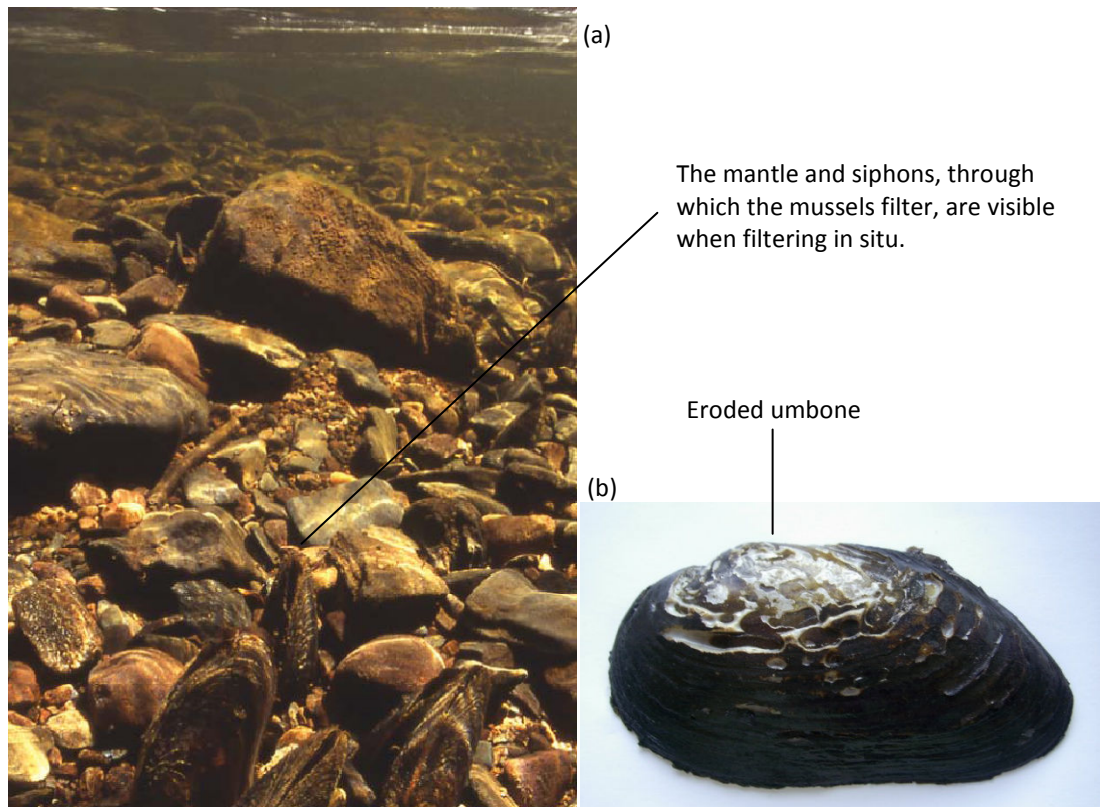 (a)
The mantle and siphons, through
which the mussels filter, are visible
when filtering in situ.
Eroded umbone
(b)